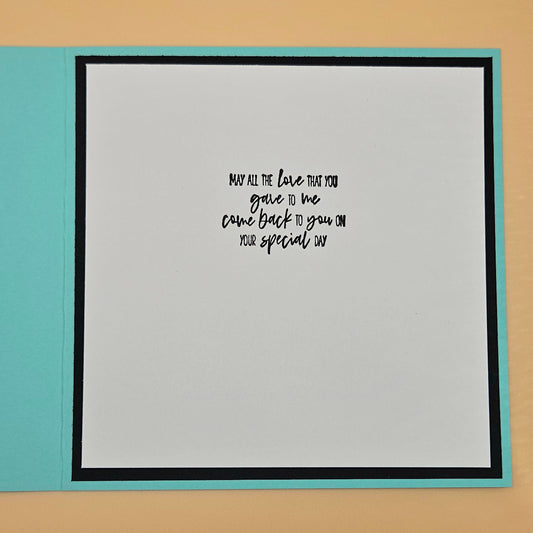 MAY ALL THE love THAT YOU
gave TO me
come back TO you ON
YOUR special DAY